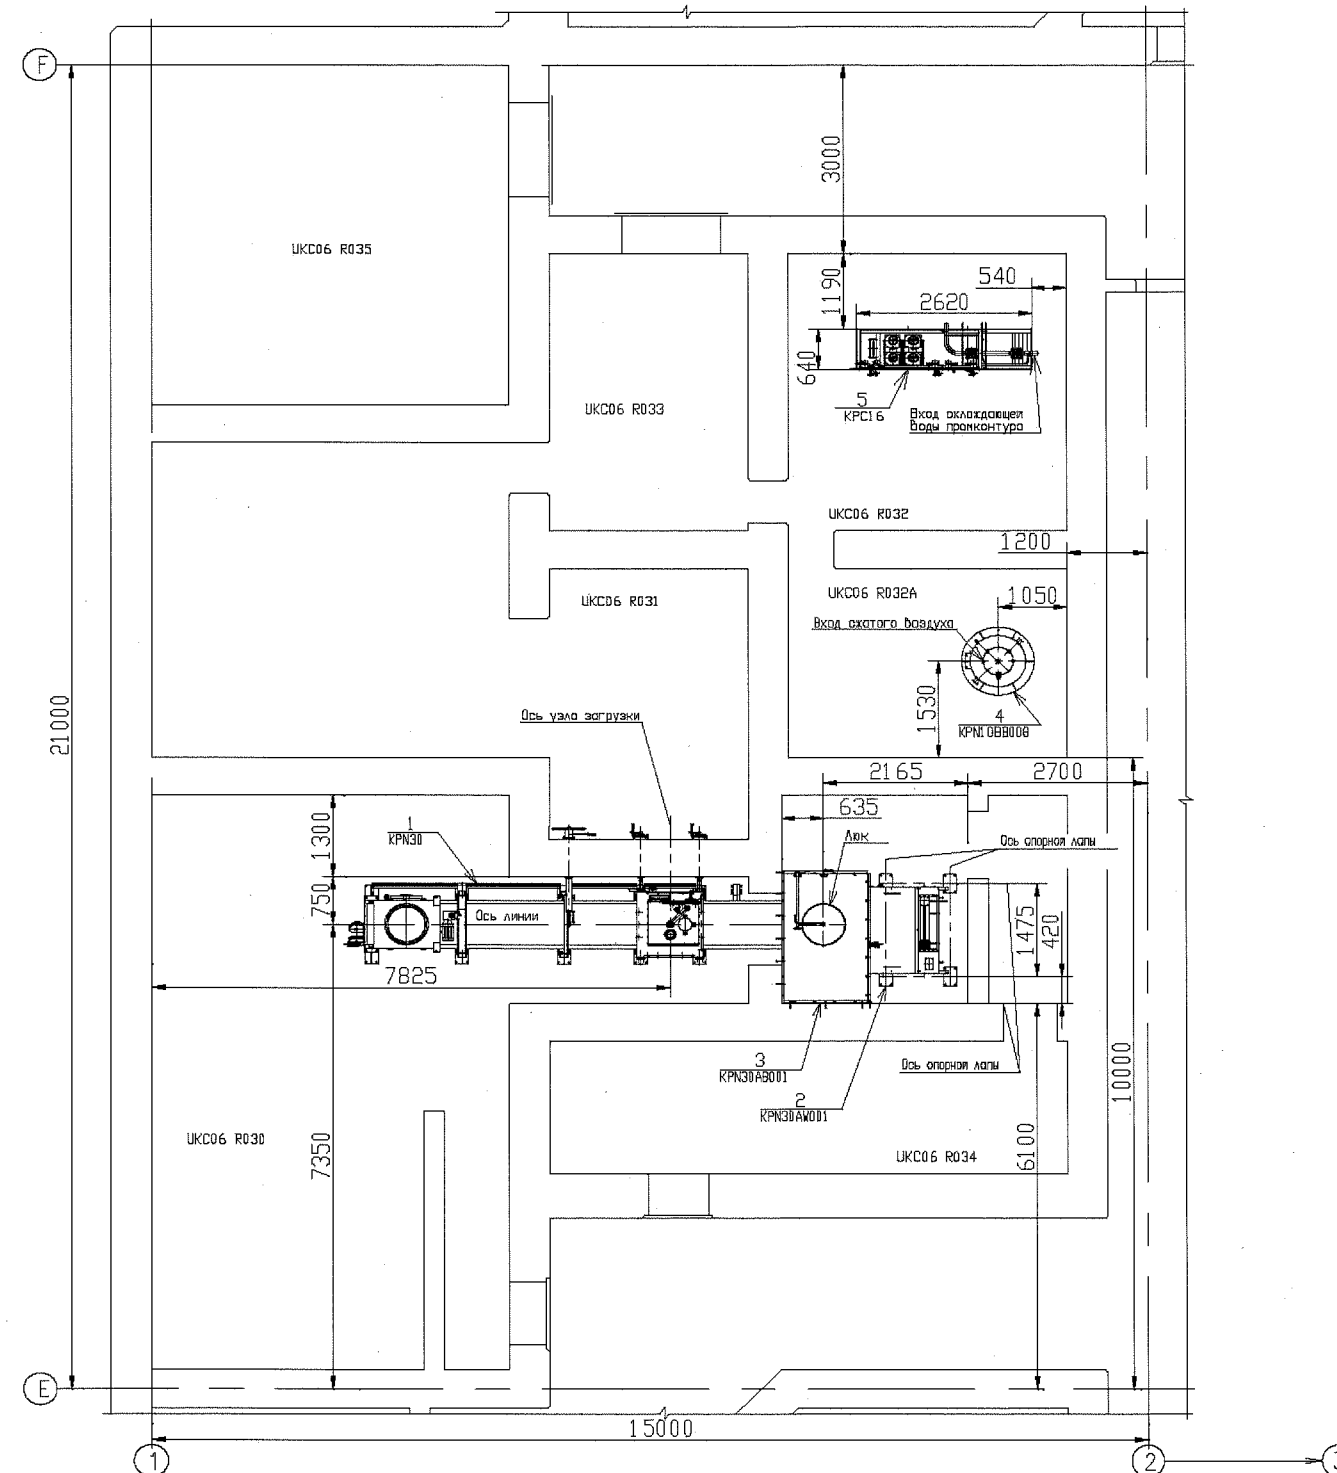 F
3000
UKC06 R035
1190
540
2620
640
5
KPC16
Вход охлаждающей
воды промконтура
UKC06 R033
UKC06 R032
1200
UKC06 R031
UKC06 R032A
1050
Вход сжатого воздуха
1530
4
KPN10BB008
21000
Ось узла загрузки
2165
2700
635
1300
1
KPN30
Люк
Ось опорной лапы
750
Ось линии
1475
420
7825
3
KPN30AB001
Ось опорной лапы
2
KPN30AW001
10000
UKC06 R030
7350
6100
UKC06 R034
E
15000
1
2